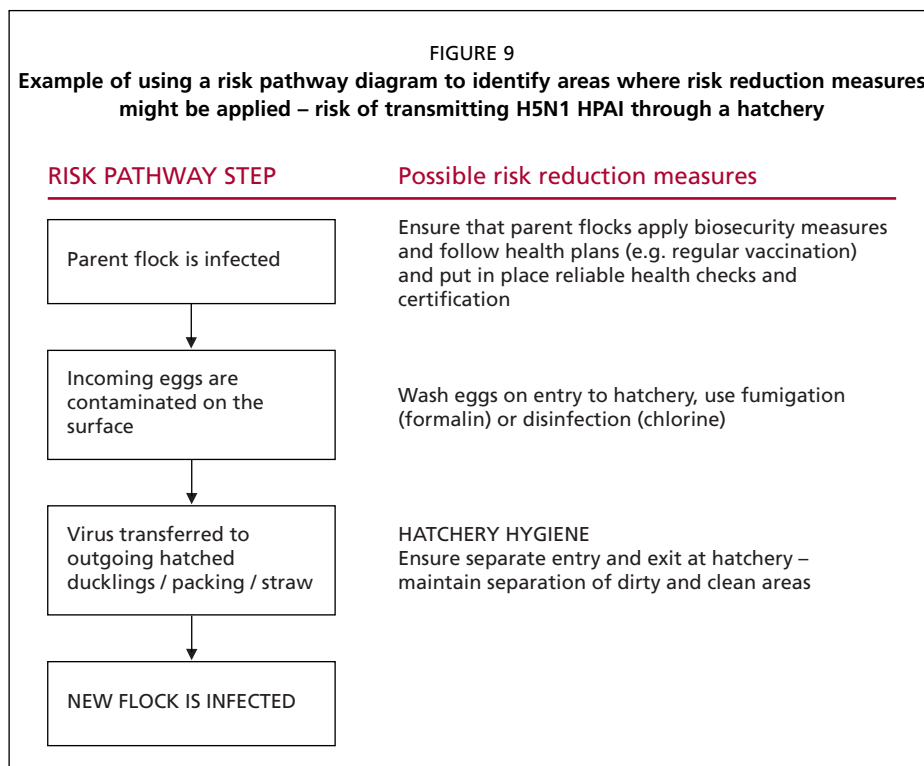 FIGURE 9
Example of using a risk pathway diagram to identify areas where risk reduction measures
might be applied – risk of transmitting H5N1 HPAI through a hatchery
RISK PATHWAY STEP
Possible risk reduction measures
Parent flock is infected
Ensure that parent flocks apply biosecurity measures
and follow health plans (e.g. regular vaccination)
and put in place reliable health checks and
certification
Incoming eggs are
contaminated on the
surface
Wash eggs on entry to hatchery, use fumigation
(formalin) or disinfection (chlorine)
Virus transferred to
outgoing hatched
ducklings / packing / straw
HATCHERY HYGIENE
Ensure separate entry and exit at hatchery –
maintain separation of dirty and clean areas
NEW FLOCK IS INFECTED